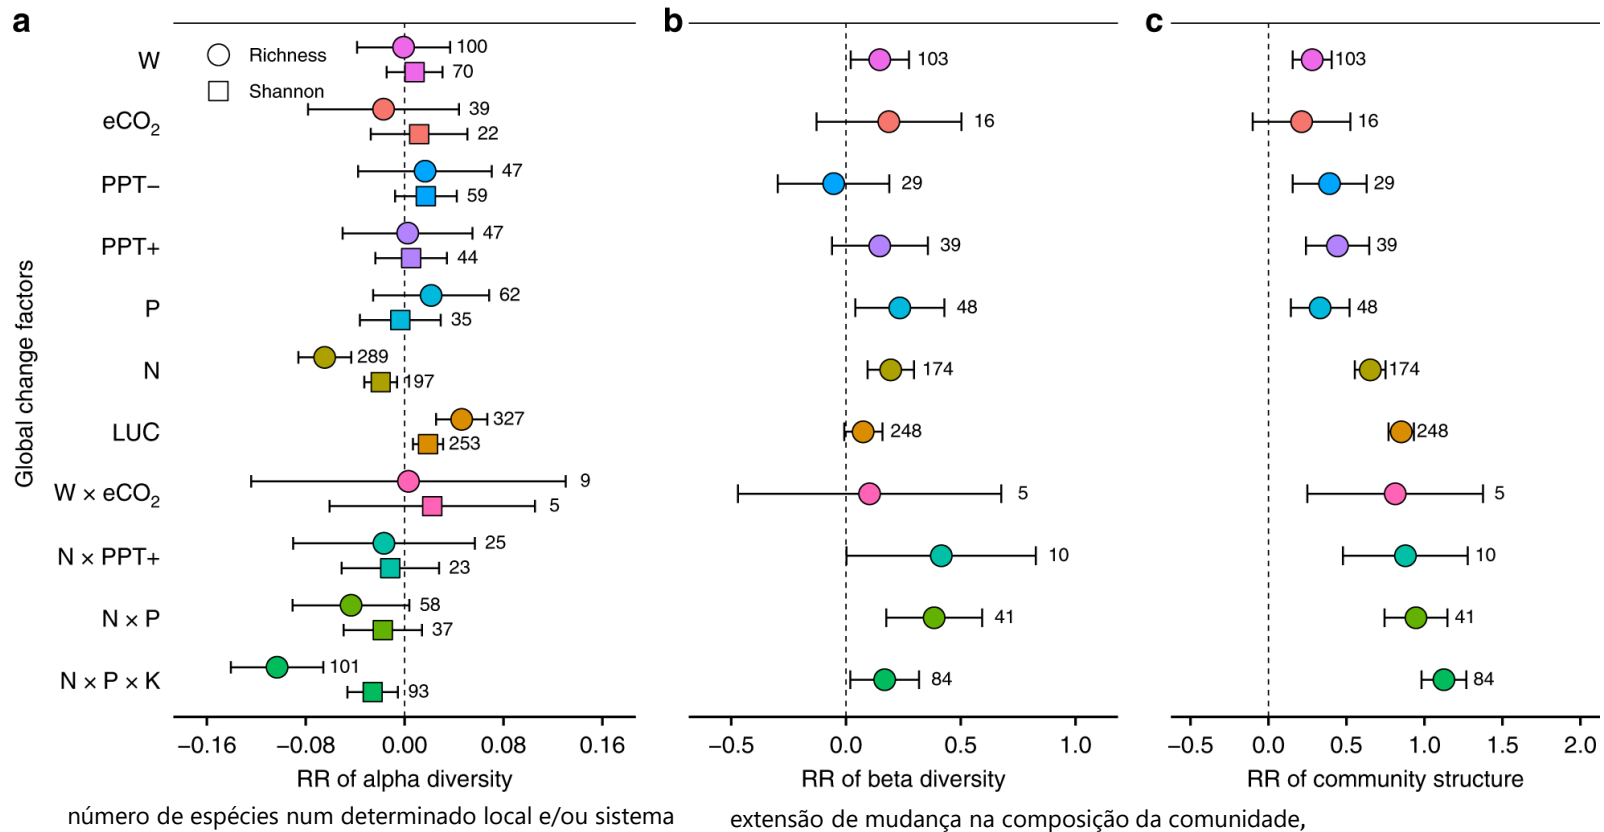 a
b
c
Richness
Shannon
Global change factors
W
100
70
103
103
eCO2
39
22
16
16
PPT−
47
59
29
29
PPT+
47
44
39
39
P
62
35
48
48
N
289
197
174
174
LUC
327
253
248
248
W × eCO2
9
5
5
5
N × PPT+
25
23
10
10
N × P
58
37
41
41
N × P × K
101
93
84
84
−0.16 −0.08 0.00 0.08 0.16
−0.5 0.0 0.5 1.0
−0.5 0.0 0.5 1.0 1.5 2.0
RR of alpha diversity
RR of beta diversity
RR of community structure
número de espécies num determinado local e/ou sistema
extensão de mudança na composição da comunidade,